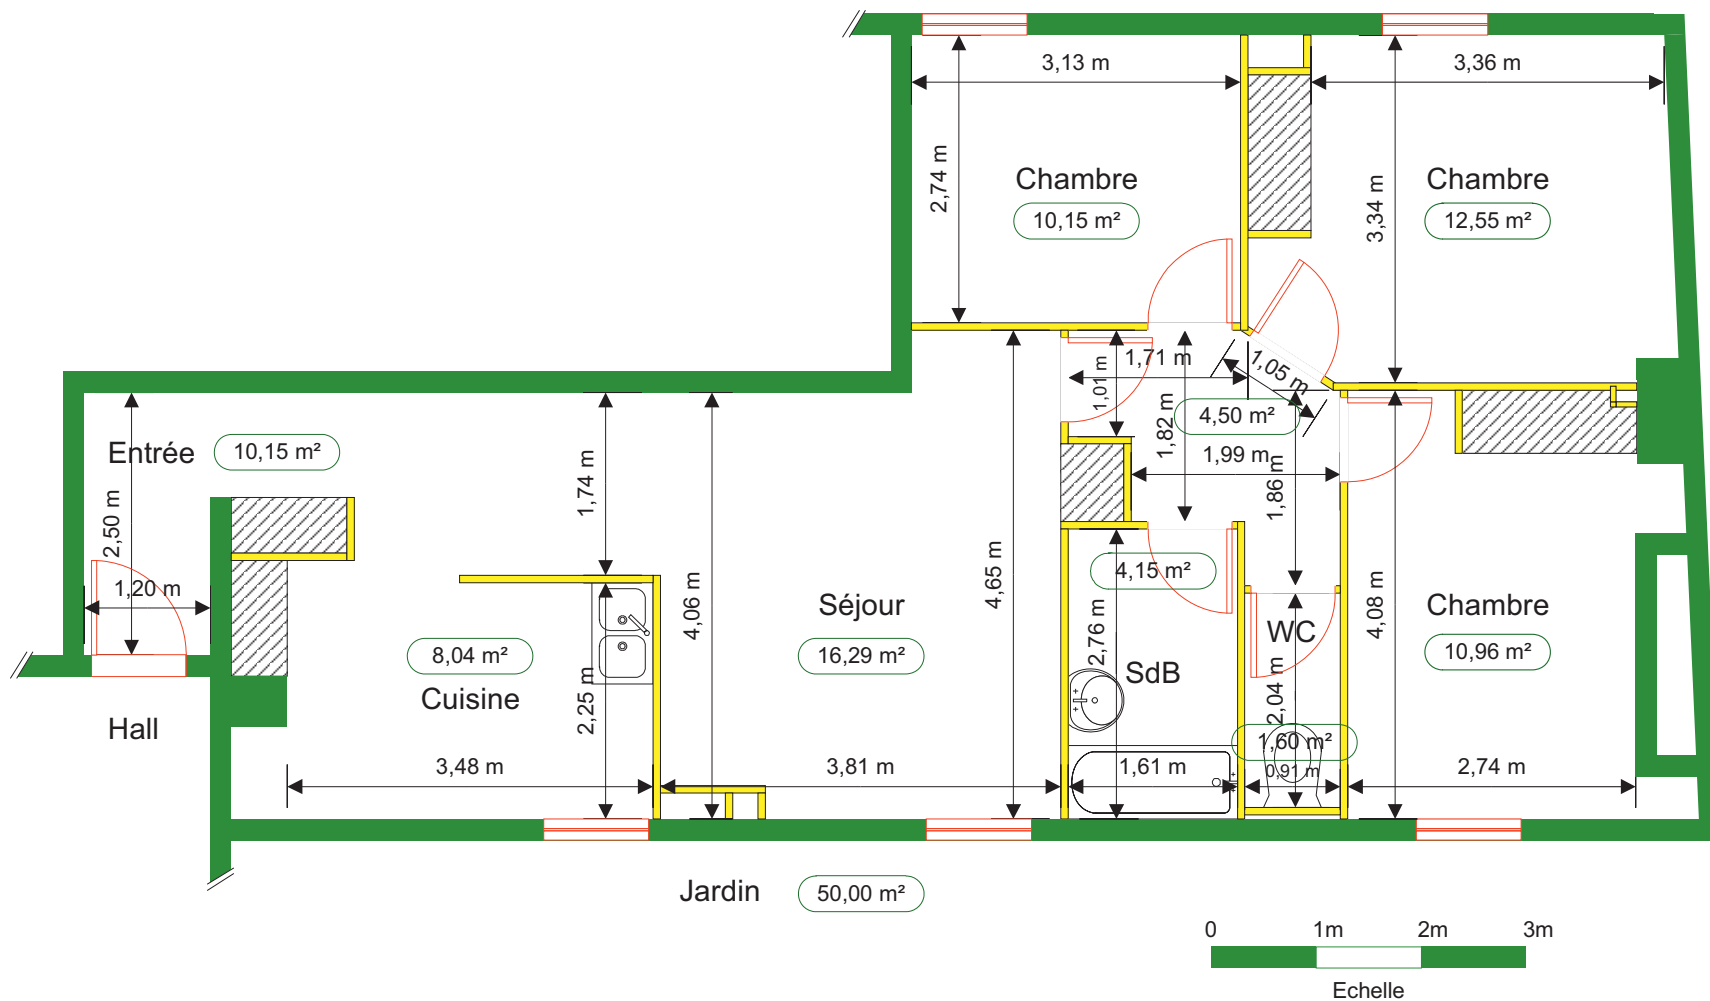 3,13 m
3,36 m
2,74 m
Chambre
10,15 m²
3,34 m
Chambre
12,55 m²
1,01 m
1,71 m
1,05 m
4,50 m²
1,82 m
1,99 m
1,86 m
Entrée
10,15 m²
2,50 m
1,20 m
1,74 m
4,06 m
4,65 m
Séjour
16,29 m²
8,04 m²
Cuisine
2,25 m
4,15 m²
2,76 m
SdB
WC
2,04 m
1,60 m²
4,08 m
Chambre
10,96 m²
Hall
3,48 m
3,81 m
1,61 m
0,91 m
2,74 m
Jardin
50,00 m²
0 1m 2m 3m
Echelle